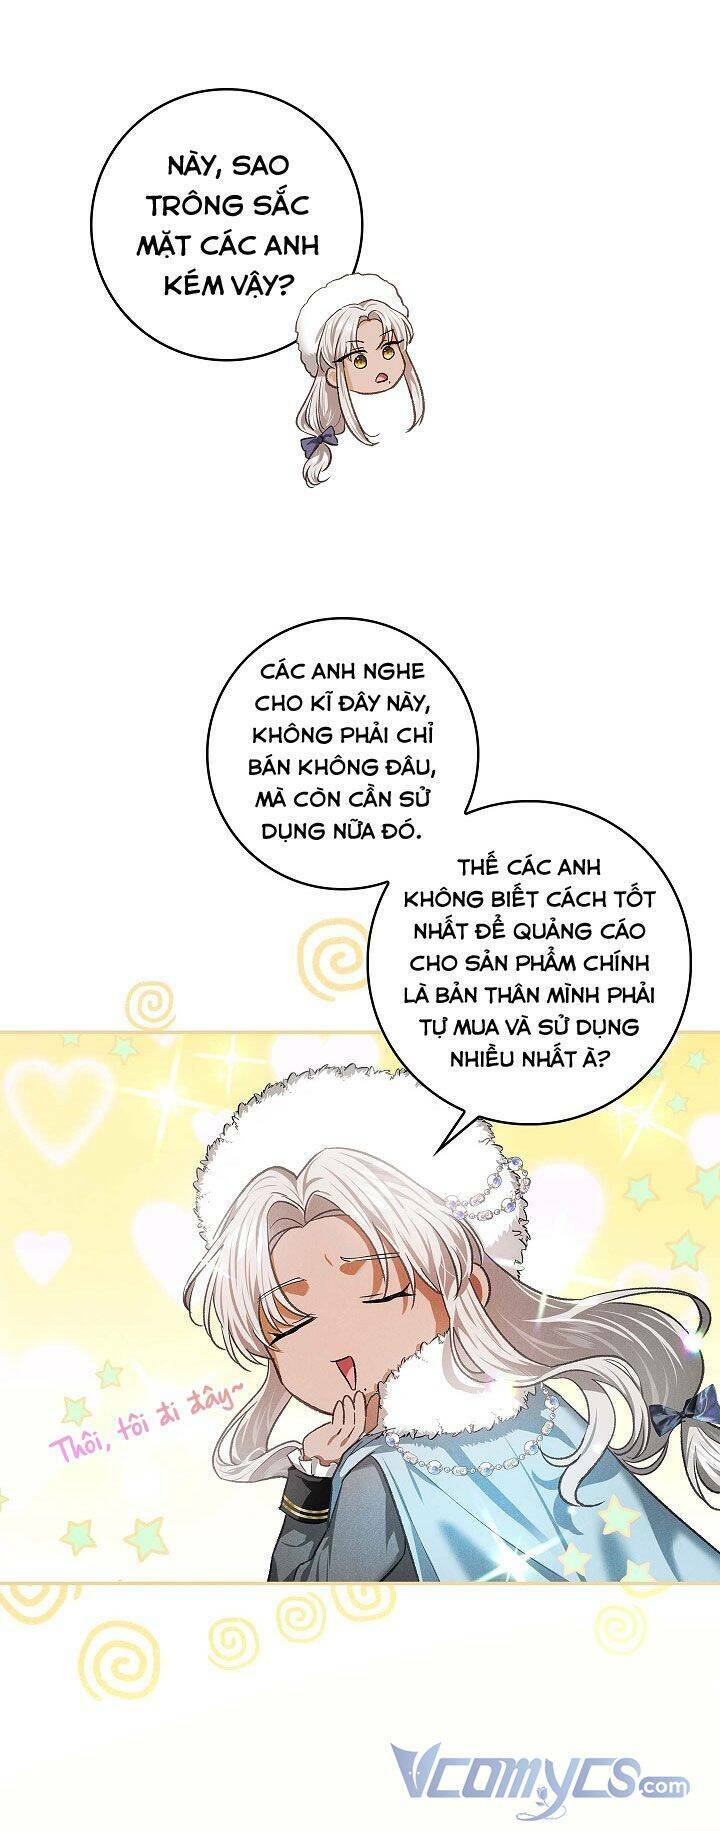 NÀY, SAO
TRÔNG SẮC
MẶT CÁC ANH
KÉM VẬY?
CÁC ANH NGHE
CHO KĨ ĐÂY NÀY,
KHÔNG PHẢI CHỈ
BÁN KHÔNG ĐÂU,
MÀ CÒN CẦN SỬ
DỤNG NỮA ĐÓ.
THẾ CÁC ANH
KHÔNG BIẾT CÁCH TỐT
NHẤT ĐỂ QUẢNG CÁO
CHO SẢN PHẨM CHÍNH
LÀ BẢN THÂN MÌNH PHẢI
TỰ MUA VÀ SỬ DỤNG
NHIỀU NHẤT À?
Thôi, tôi đi đây~
Vcomycs.com